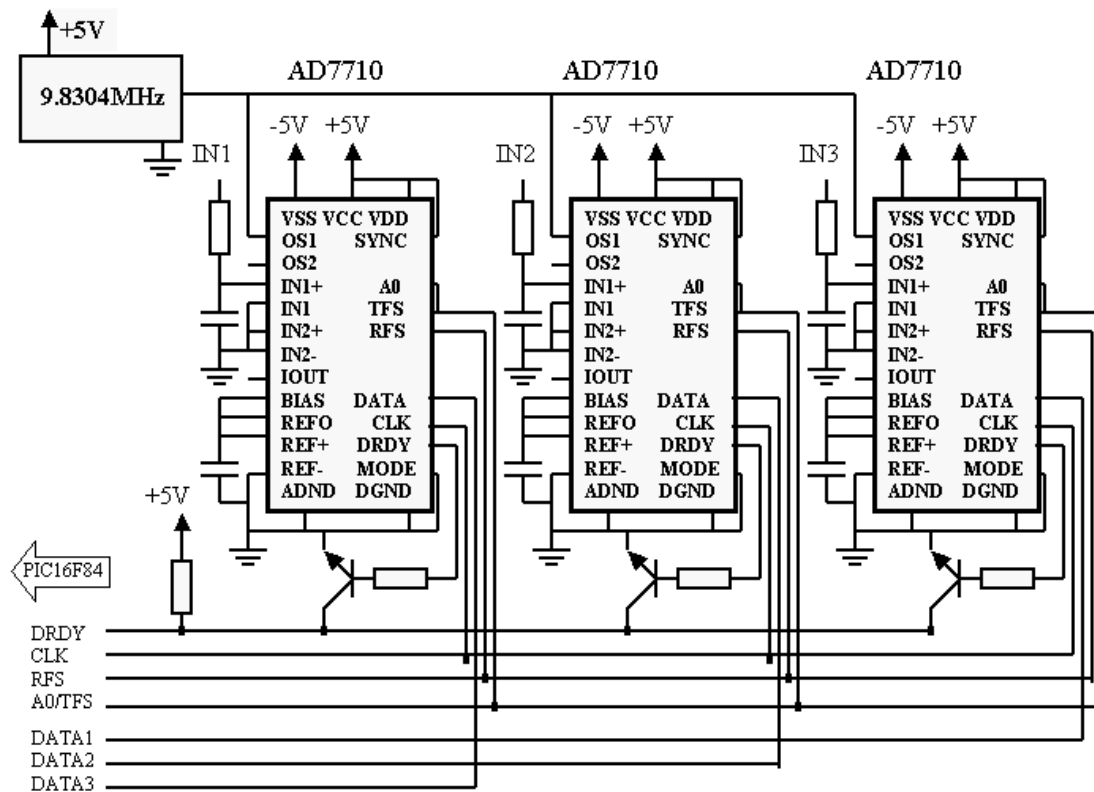 +5V
9.8304MHz
AD7710 AD7710 AD7710
-5V +5V -5V +5V -5V +5V
IN1 IN2 IN3
VSS VCC VDD
OS1 SYNC
OS2
IN1+ A0
IN1 TFS
IN2+ RFS
IN2-
IOUT
BIAS DATA
REFO CLK
REF+ DRDY
REF- MODE
ADND DGND
VSS VCC VDD
OS1 SYNC
OS2
IN1+ A0
IN1 TFS
IN2+ RFS
IN2-
IOUT
BIAS DATA
REFO CLK
REF+ DRDY
REF- MODE
ADND DGND
VSS VCC VDD
OS1 SYNC
OS2
IN1+ A0
IN1 TFS
IN2+ RFS
IN2-
IOUT
BIAS DATA
REFO CLK
REF+ DRDY
REF- MODE
ADND DGND
+5V
PIC16F84
DRDY
CLK
RFS
A0/TFS
DATA1
DATA2
DATA3